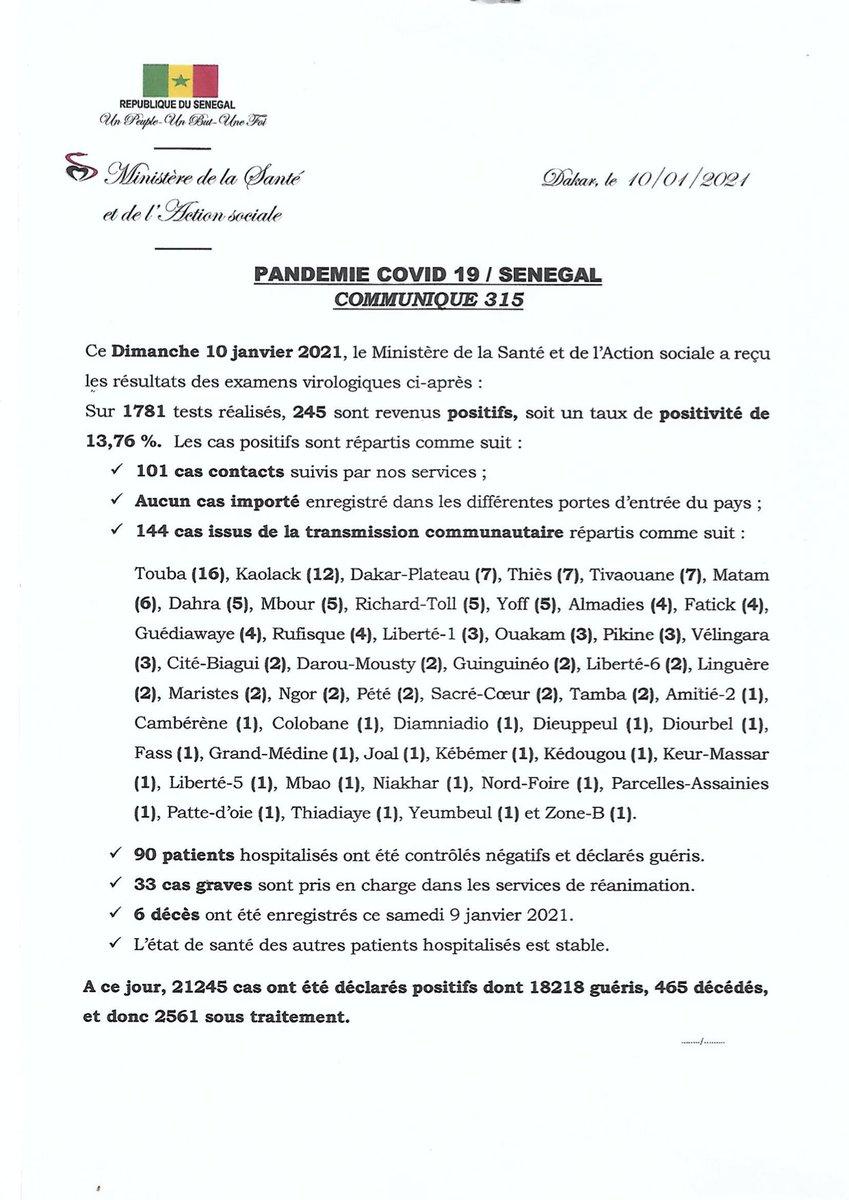 REPUBLIQUE DU SENEGAL
Un Peuple-Un But-Une Foi
Ministère de la Santé
et de l'Action sociale
Dakar, le 10/01/2021
PANDEMIE COVID 19 / SENEGAL
COMMUNIQUE 315
Ce Dimanche 10 janvier 2021, le Ministère de la Santé et de l'Action sociale a reçu
les résultats des examens virologiques ci-après :
Sur 1781 tests réalisés, 245 sont revenus positifs, soit un taux de positivité de
13,76 %. Les cas positifs sont répartis comme suit :
✓ 101 cas contacts suivis par nos services ;
✓ Aucun cas importé enregistré dans les différentes portes d'entrée du pays ;
✓ 144 cas issus de la transmission communautaire répartis comme suit :
Touba (16), Kaolack (12), Dakar-Plateau (7), Thiès (7), Tivaouane (7), Matam
(6), Dahra (5), Mbour (5), Richard-Toll (5), Yoff (5), Almadies (4), Fatick (4),
Guédiawaye (4), Rufisque (4), Liberté-1 (3), Ouakam (3), Pikine (3), Vélingara
(3), Cité-Biagui (2), Darou-Mousty (2), Guinguinéo (2), Liberté-6 (2), Linguère
(2), Maristes (2), Ngor (2), Pété (2), Sacré-Cœur (2), Tamba (2), Amitié-2 (1),
Cambérène (1), Colobane (1), Diamniadio (1), Dieuppeul (1), Diourbel (1),
Fass (1), Grand-Médine (1), Joal (1), Kébémer (1), Kédougou (1), Keur-Massar
(1), Liberté-5 (1), Mbao (1), Niakhar (1), Nord-Foire (1), Parcelles-Assainies
(1), Patte-d'oie (1), Thiadiaye (1), Yeumbeul (1) et Zone-B (1).
✓ 90 patients hospitalisés ont été contrôlés négatifs et déclarés guéris.
✓ 33 cas graves sont pris en charge dans les services de réanimation.
✓ 6 décès ont été enregistrés ce samedi 9 janvier 2021.
✓ L'état de santé des autres patients hospitalisés est stable.
A ce jour, 21245 cas ont été déclarés positifs dont 18218 guéris, 465 décédés,
et donc 2561 sous traitement.
......../.........